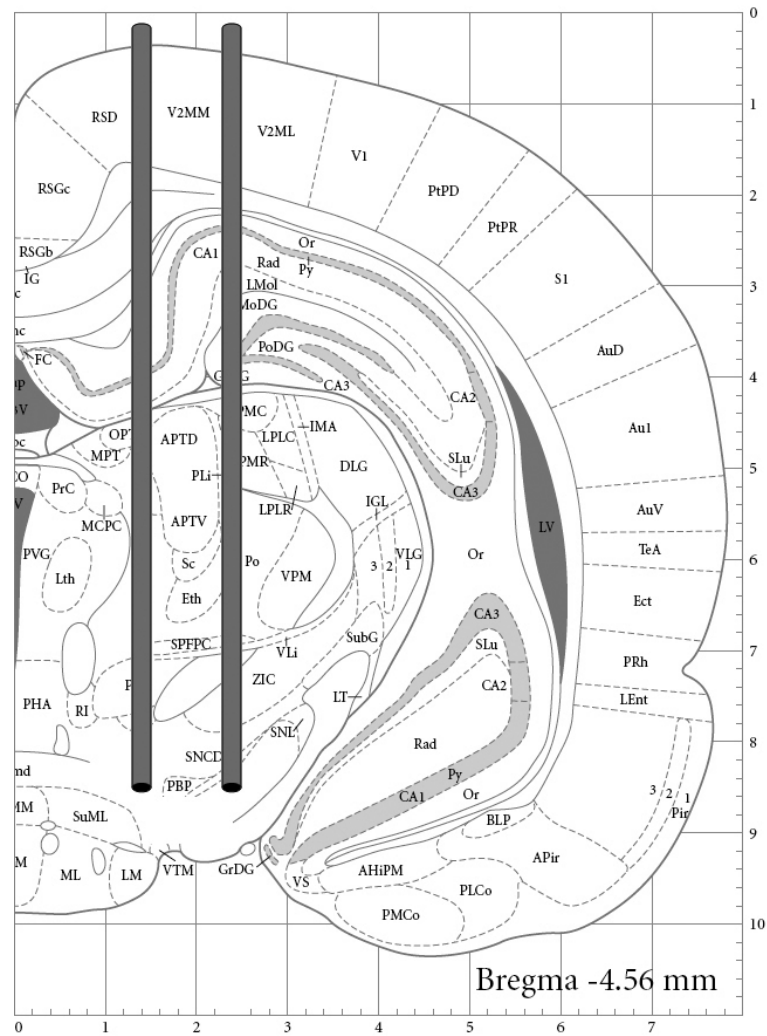 0
RSD
V2MM
V2ML
1
V1
PtPD
RSGc
2
PtPR
RSGb
Or
CA1
Rad
Py
IG
LMol
3
S1
c
MoDG
nc
PoDG
AuD
FC
4
CA3
CA2
PMC
IMA
Au1
OPT
APTD
LPLC
SLu
MPT
PMR
DLG
5
PLi
CA3
PrC
LPLR
IGL
AuV
MCPC
APTV
LV
PVG
Sc
Po
3 2 1
VLG
Or
TeA
6
Lth
VPM
Eth
Ect
CA3
SPFPC
SubG
SLu
VLi
7
PRh
ZIC
CA2
PHA
RI
LT
LEnt
SNL
Rad
8
SNCD
md
PBP
Py
CA1
Or
3 2 1
SuML
Pir
BLP
9
VTM
GrDG
APir
ML
LM
VS
AHiPM
PLCo
PMCo
10
Bregma -4.56 mm
0 1 2 3 4 5 6 7